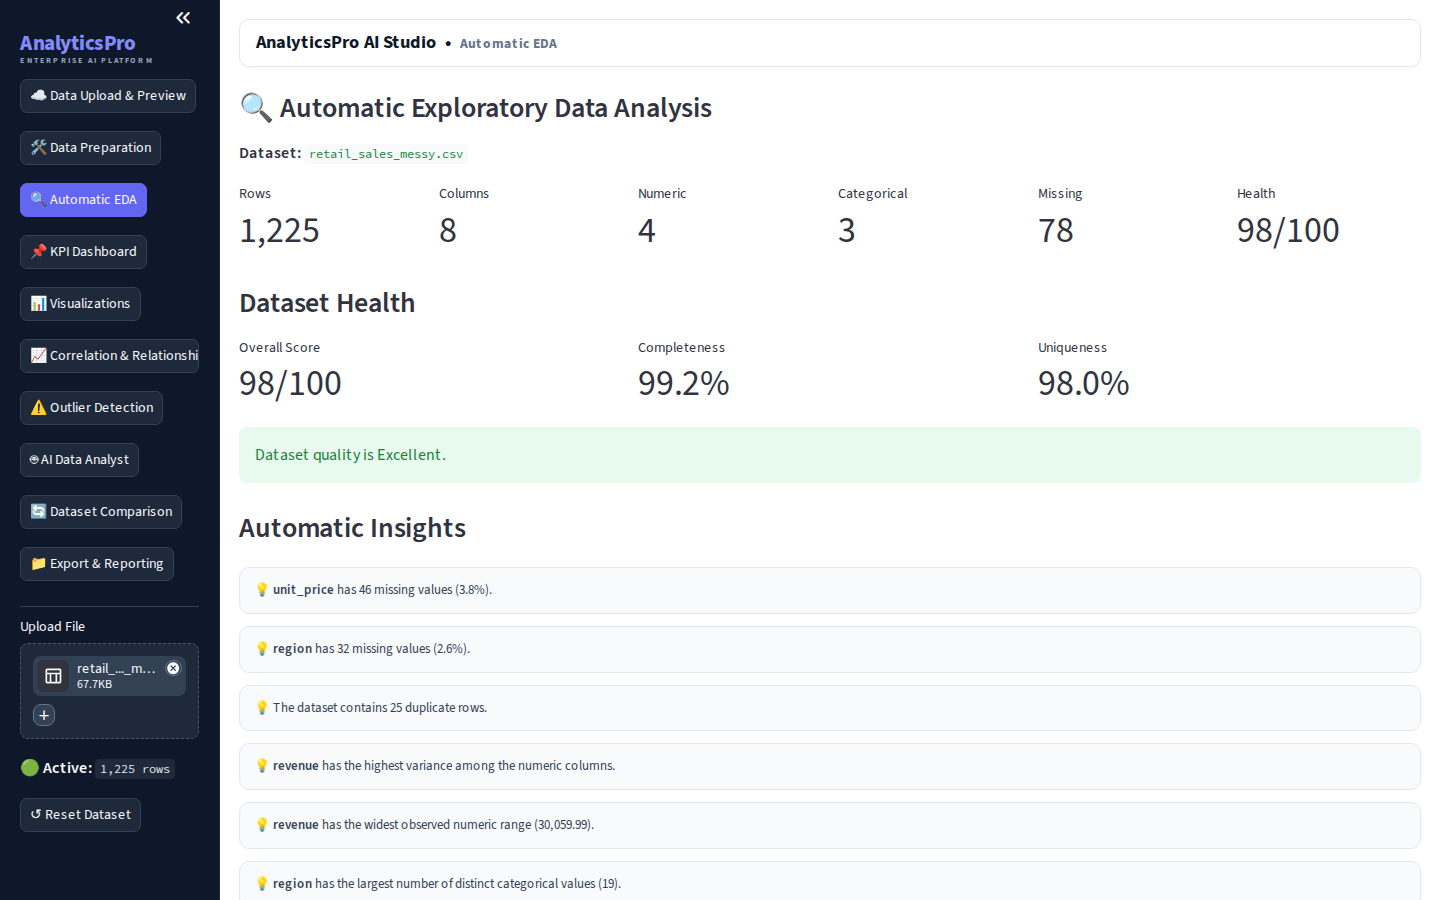 AnalyticsPro
ENTERPRISE AI PLATFORM
Data Upload & Preview
Data Preparation
Automatic EDA
KPI Dashboard
Visualizations
Correlation & Relationshi
Outlier Detection
AI Data Analyst
Dataset Comparison
Export & Reporting
Upload File
retail_..._m...
67.7KB
Active: 1,225 rows
↺ Reset Dataset
AnalyticsPro AI Studio • Automatic EDA
Automatic Exploratory Data Analysis
Dataset: retail_sales_messy.csv
Rows Columns Numeric Categorical Missing Health
1,225 8 4 3 78 98/100
Dataset Health
Overall Score Completeness Uniqueness
98/100 99.2% 98.0%
Dataset quality is Excellent.
Automatic Insights
unit_price has 46 missing values (3.8%).
region has 32 missing values (2.6%).
The dataset contains 25 duplicate rows.
revenue has the highest variance among the numeric columns.
revenue has the widest observed numeric range (30,059.99).
region has the largest number of distinct categorical values (19).